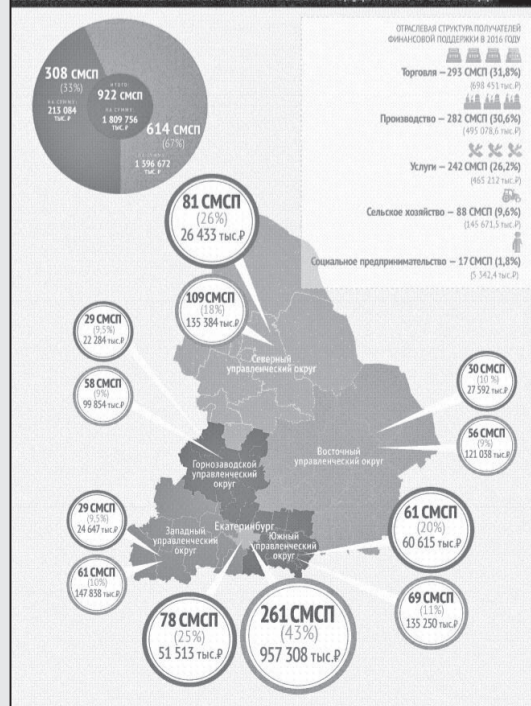 ОТРАСЛЕВАЯ СТРУКТУРА ПОЛУЧАТЕЛЕЙ
ФИНАНСОВОЙ ПОДДЕРЖКИ В 2016 ГОДУ
Торговля – 293 СМСП (31,8%)
(698 451 тыс.₽)
Производство – 282 СМСП (30,6%)
(495 078,6 тыс.₽)
Услуги – 242 СМСП (26,2%)
(465 212 тыс.₽)
Сельское хозяйство – 88 СМСП (9,6%)
(145 671,5 тыс.₽)
Социальное предпринимательство – 17 СМСП (1,8%)
(5 342,4 тыс.₽)
308 СМСП
(33%)
НА СУММУ:
213 084
ТЫС.₽
ИТОГО:
922 СМСП
НА СУММУ:
1 809 756
ТЫС.₽
614 СМСП
(67%)
НА СУММУ:
1 596 672
ТЫС.₽
81 СМСП
(26%)
26 433 тыс.₽
109 СМСП
(18%)
135 384 тыс.₽
Северный
управленческий округ
29 СМСП
(9,5%)
22 284 тыс.₽
58 СМСП
(9%)
99 854 тыс.₽
Горнозаводской
управленческий
округ
30 СМСП
(10 %)
27 592 тыс.₽
56 СМСП
(9%)
121 038 тыс.₽
Восточный
управленческий округ
29 СМСП
(9,5%)
24 647 тыс.₽
61 СМСП
(10%)
147 838 тыс.₽
Западный
управленческий
округ
Екатеринбург
Южный
управленческий
округ
61 СМСП
(20%)
60 615 тыс.₽
69 СМСП
(11%)
135 250 тыс.₽
78 СМСП
(25%)
51 513 тыс.₽
261 СМСП
(43%)
957 308 тыс.₽